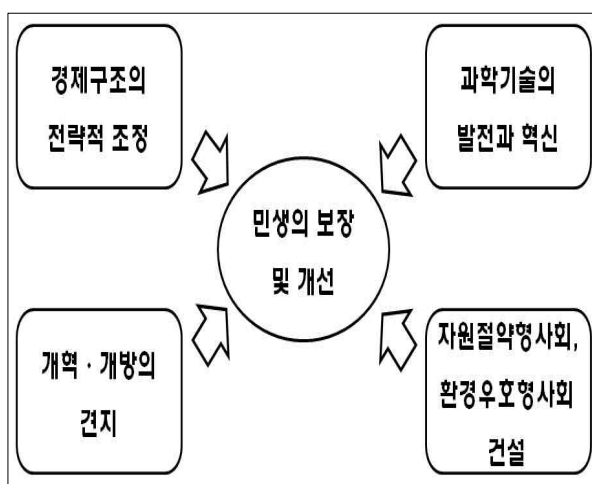 경제구조의
전략적 조정
과학기술의
발전과 혁신
민생의 보장
및 개선
개혁 · 개방의
견지
자원절약형사회,
환경우호형사회
건설